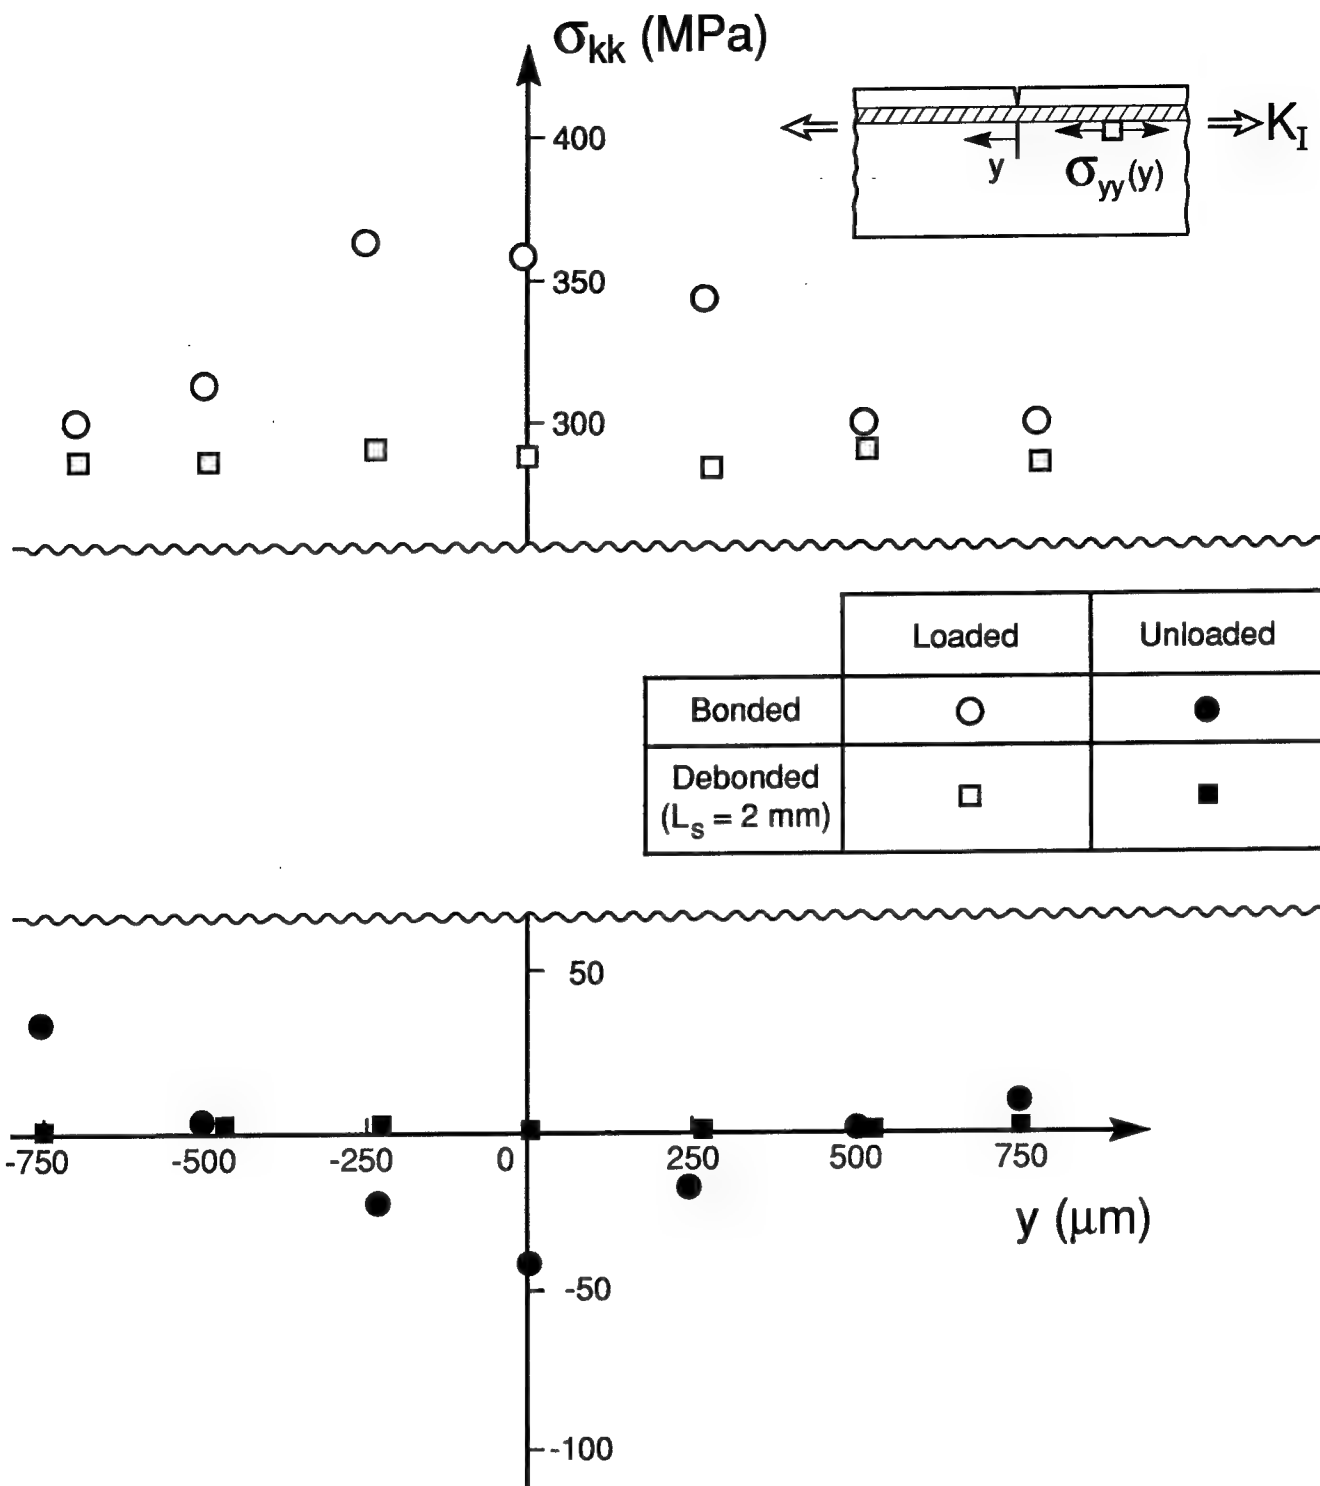 σkk (MPa)
400
KI
y
σyy(y)
350
300
Loaded
Unloaded
Bonded
Debonded
(Ls = 2 mm)
50
-750
-500
-250
0
250
500
750
y (μm)
-50
-100